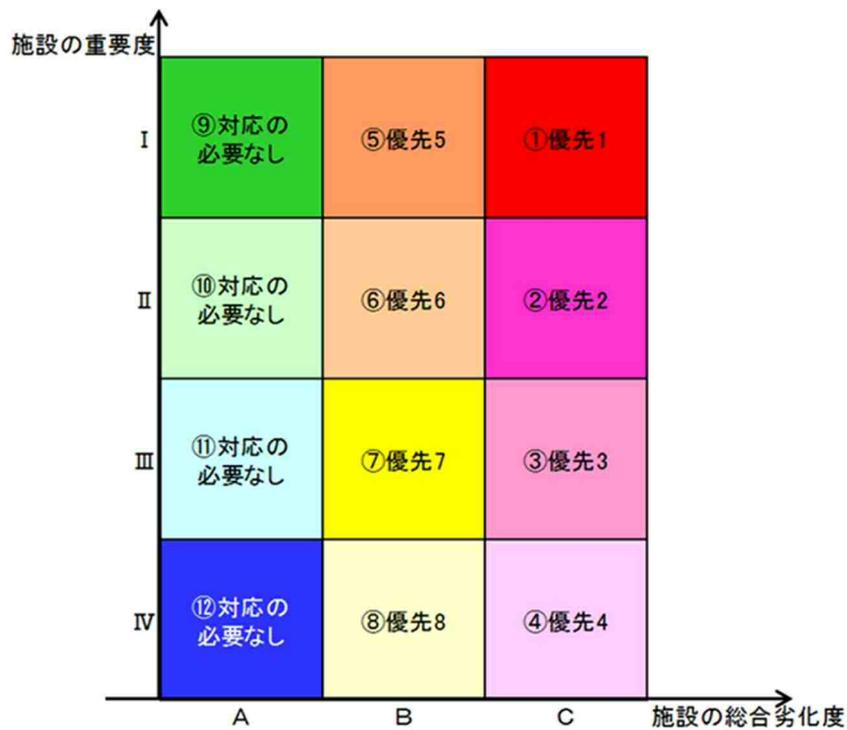 施設の重要度
Ⅰ
⑨対応の
必要なし
⑤優先5
①優先1
Ⅱ
⑩対応の
必要なし
⑥優先6
②優先2
Ⅲ
⑪対応の
必要なし
⑦優先7
③優先3
Ⅳ
⑫対応の
必要なし
⑧優先8
④優先4
A
B
C
施設の総合劣化度